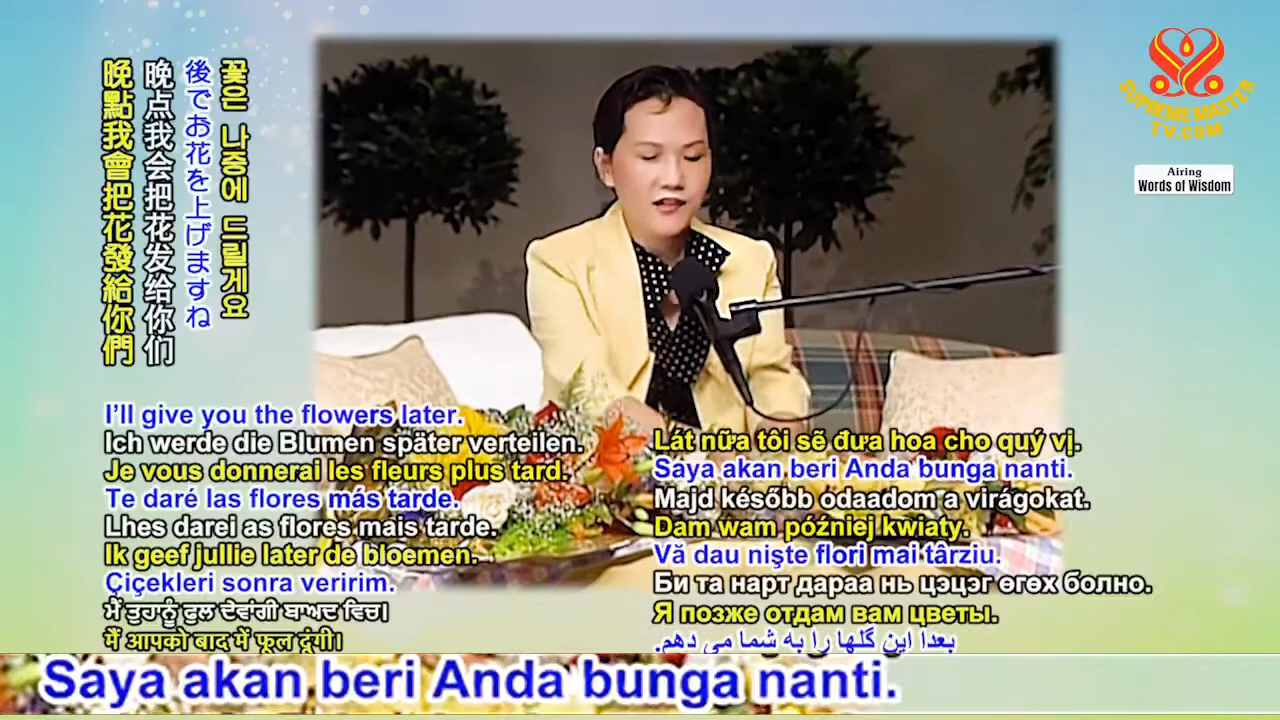 晚點我會把花發給你們
晚点我会把花发给你们
後でお花を上げますね
꽃은 나중에 드릴게요
SUPREME MASTER
TV.COM
Airing
Words of Wisdom
I'll give you the flowers later.
Ich werde die Blumen später verteilen.
Je vous donnerai les fleurs plus tard.
Te daré las flores más tarde.
Lhes darei as flores mais tarde.
Ik geef jullie later de bloemen.
Çiçekleri sonra veririm.
ਮੈਂ ਤੁਹਾਨੂੰ ਫੁਲ ਦੇਵਾਂਗੀ ਬਾਅਦ ਵਿਚ।
मैं आपको बाद में फूल दूंगी।
Lát nữa tôi sẽ đưa hoa cho quý vị.
Saya akan beri Anda bunga nanti.
Majd később odaadom a virágokat.
Dam wam później kwiaty.
Vă dau niște flori mai târziu.
Би та нарт дараа нь цэцэг өгөх болно.
Я позже отдам вам цветы.
بعدا این گلها را به شما می دهم.
Saya akan beri Anda bunga nanti.